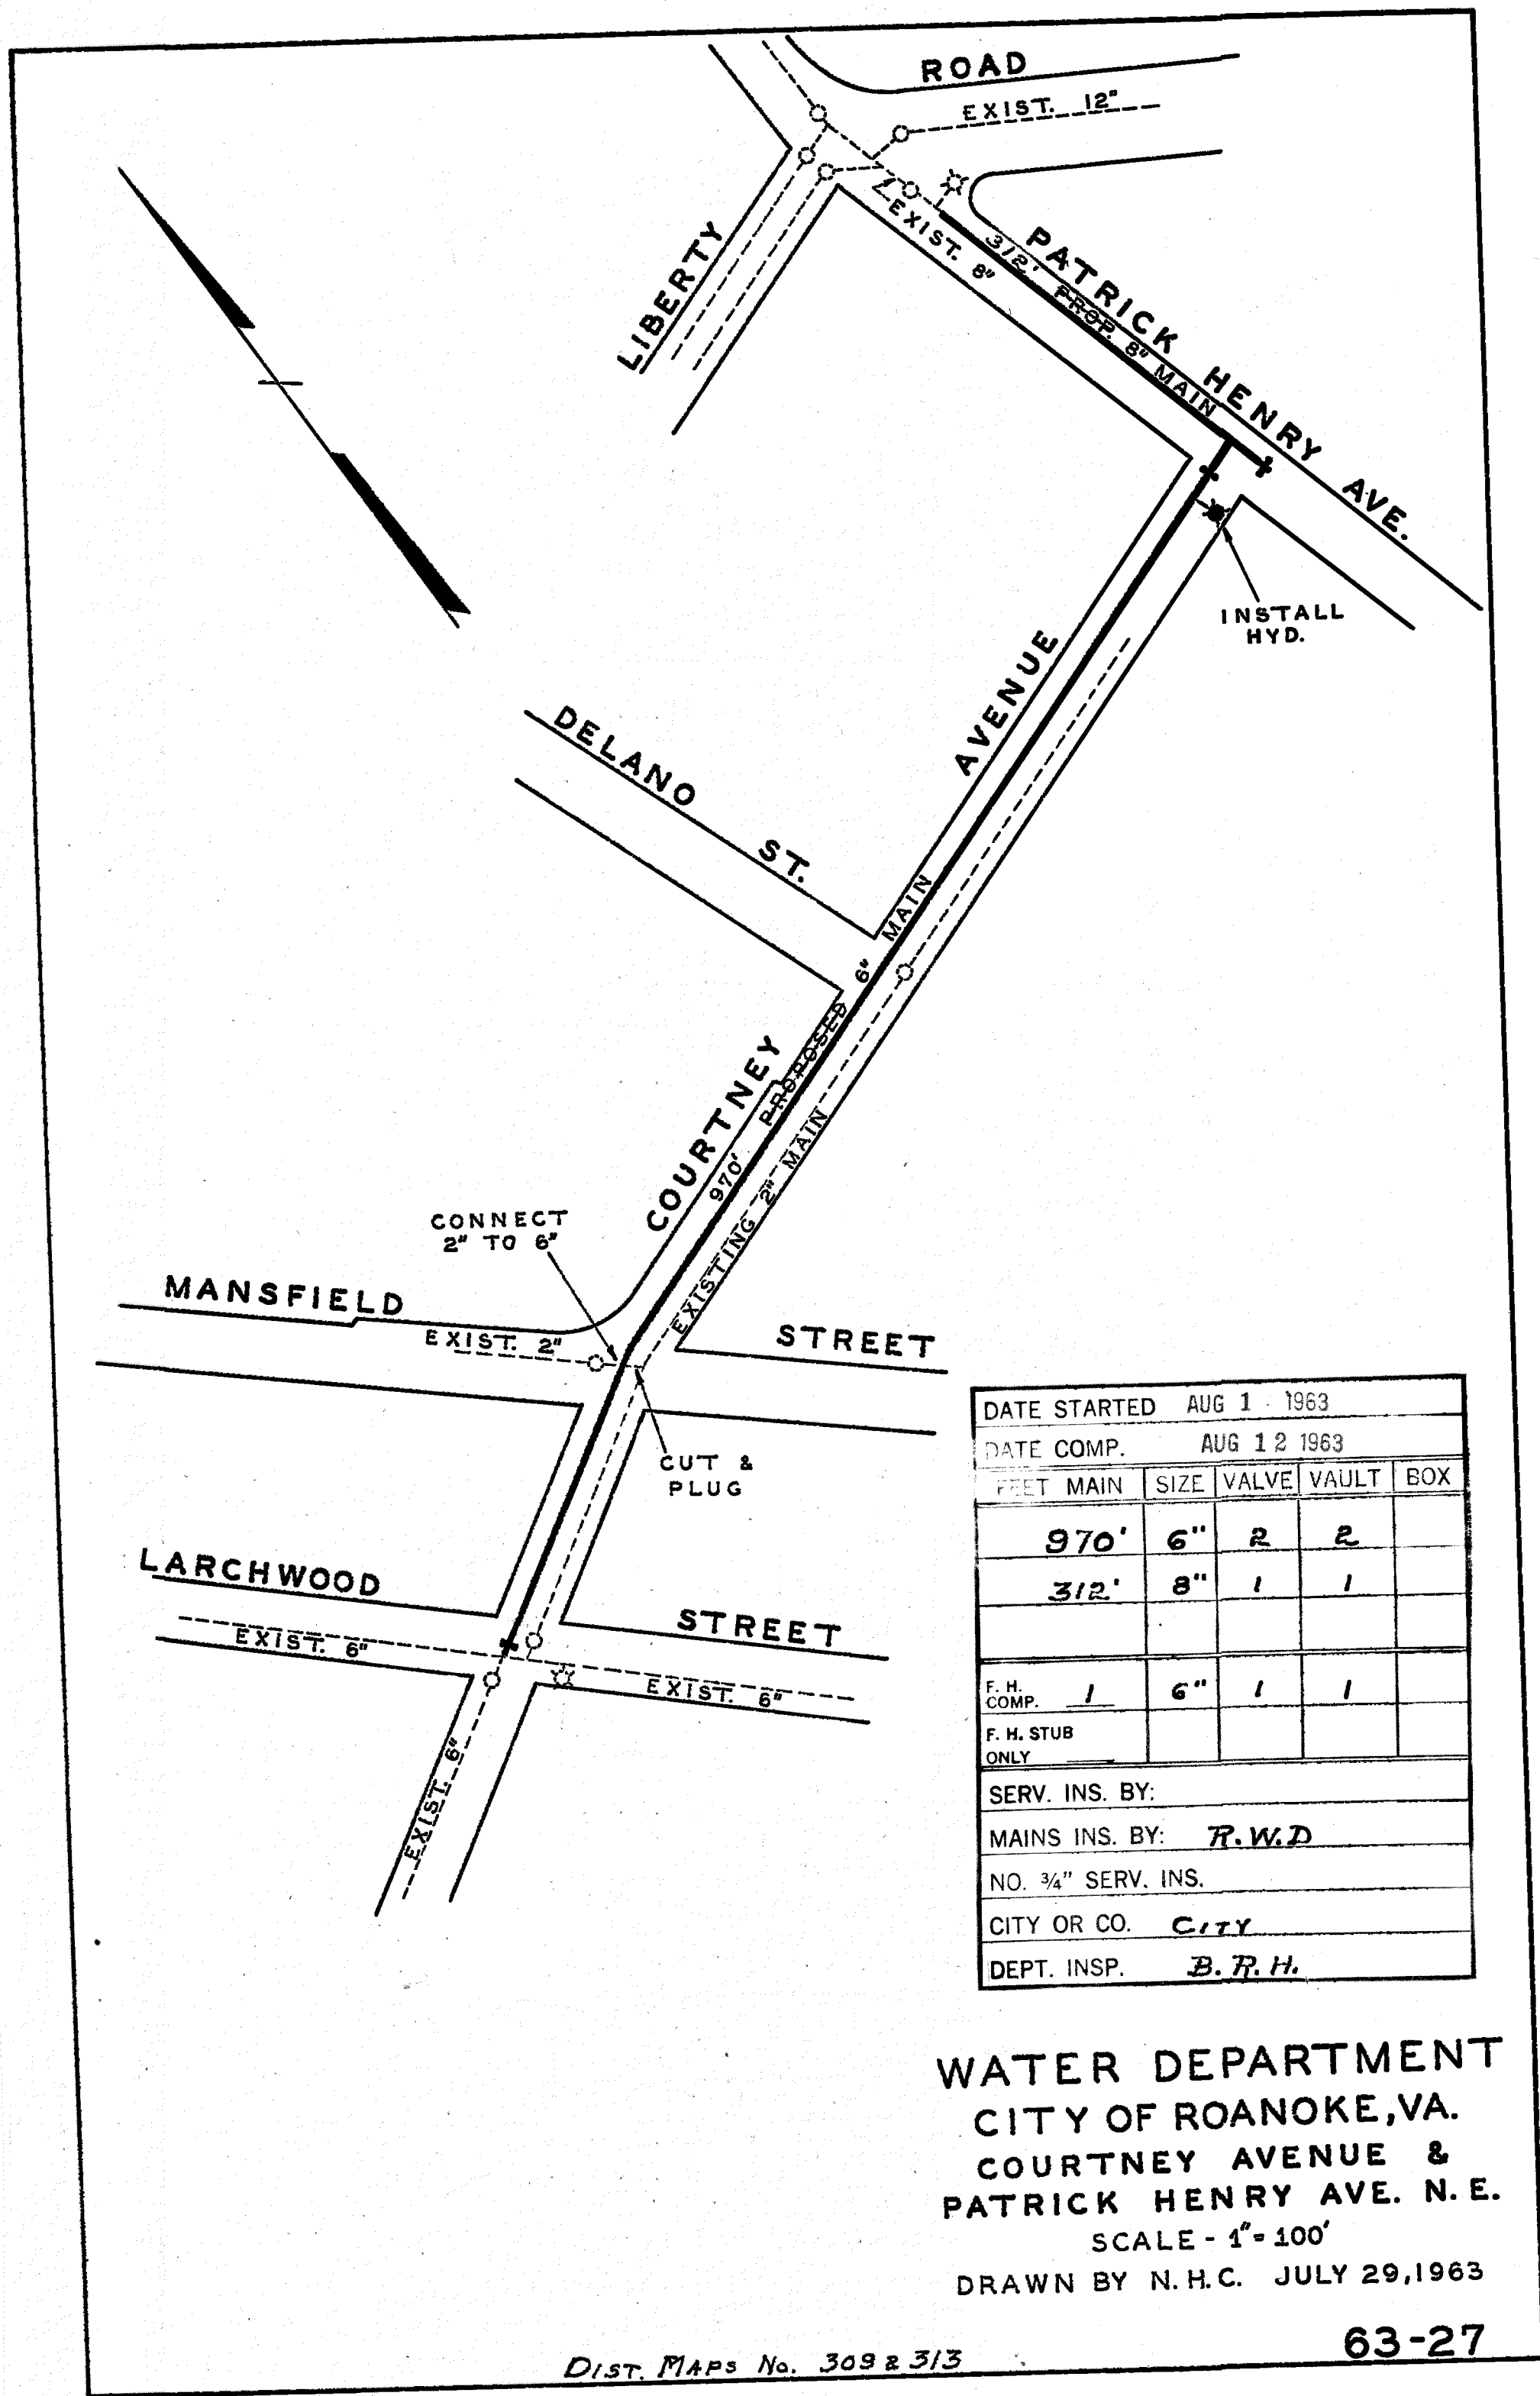 ROAD
EXIST. 12"
LIBERTY
EXIST. 8"
312' PROP. 8" MAIN
PATRICK HENRY AVE.
INSTALL
HYD.
AVENUE
DELANO ST.
COURTNEY
970' PROPOSED 6" MAIN
EXISTING 2" MAIN
CONNECT
2" TO 6"
MANSFIELD STREET
EXIST. 2"
CUT &
PLUG
LARCHWOOD STREET
EXIST. 6"
EXIST. 6"
EXIST. 6"
DATE STARTED AUG 1 1963
DATE COMP. AUG 12 1963
FEET MAIN SIZE VALVE VAULT BOX
970' 6" 2 2
312' 8" 1 1
F. H.
COMP. 1 6" 1 1
F. H. STUB
ONLY
SERV. INS. BY:
MAINS INS. BY: R.W.D
NO. ¾" SERV. INS.
CITY OR CO. CITY
DEPT. INSP. B.R.H.
WATER DEPARTMENT
CITY OF ROANOKE, VA.
COURTNEY AVENUE &
PATRICK HENRY AVE. N. E.
SCALE - 1"= 100'
DRAWN BY N. H. C. JULY 29, 1963
63-27
DIST. MAPS No. 309 & 313